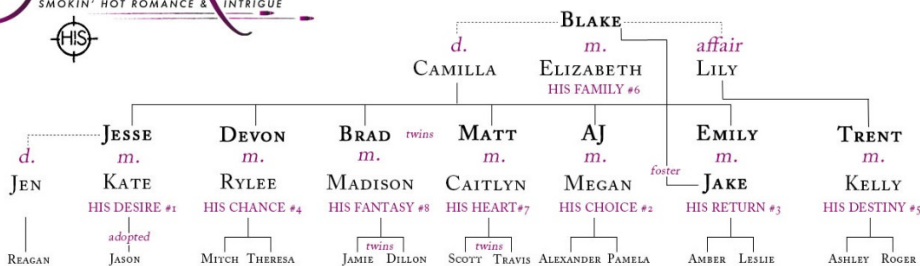 SMOKIN' HOT ROMANCE & INTRIGUE
HIS
BLAKE
d. m. affair
CAMILLA ELIZABETH LILY
HIS FAMILY #6
JESSE DEVON BRAD twins MATT AJ EMILY TRENT
d. m. m. m. m. m. m. m.
foster
JEN KATE RYLEE MADISON CAITLYN MEGAN JAKE KELLY
HIS DESIRE #1 HIS CHANCE #4 HIS FANTASY #8 HIS HEART#7 HIS CHOICE #2 HIS RETURN #3 HIS DESTINY #5
adopted twins twins
REAGAN JASON MITCH THERESA JAMIE DILLON SCOTT TRAVIS ALEXANDER PAMELA AMBER LESLIE ASHLEY ROGER